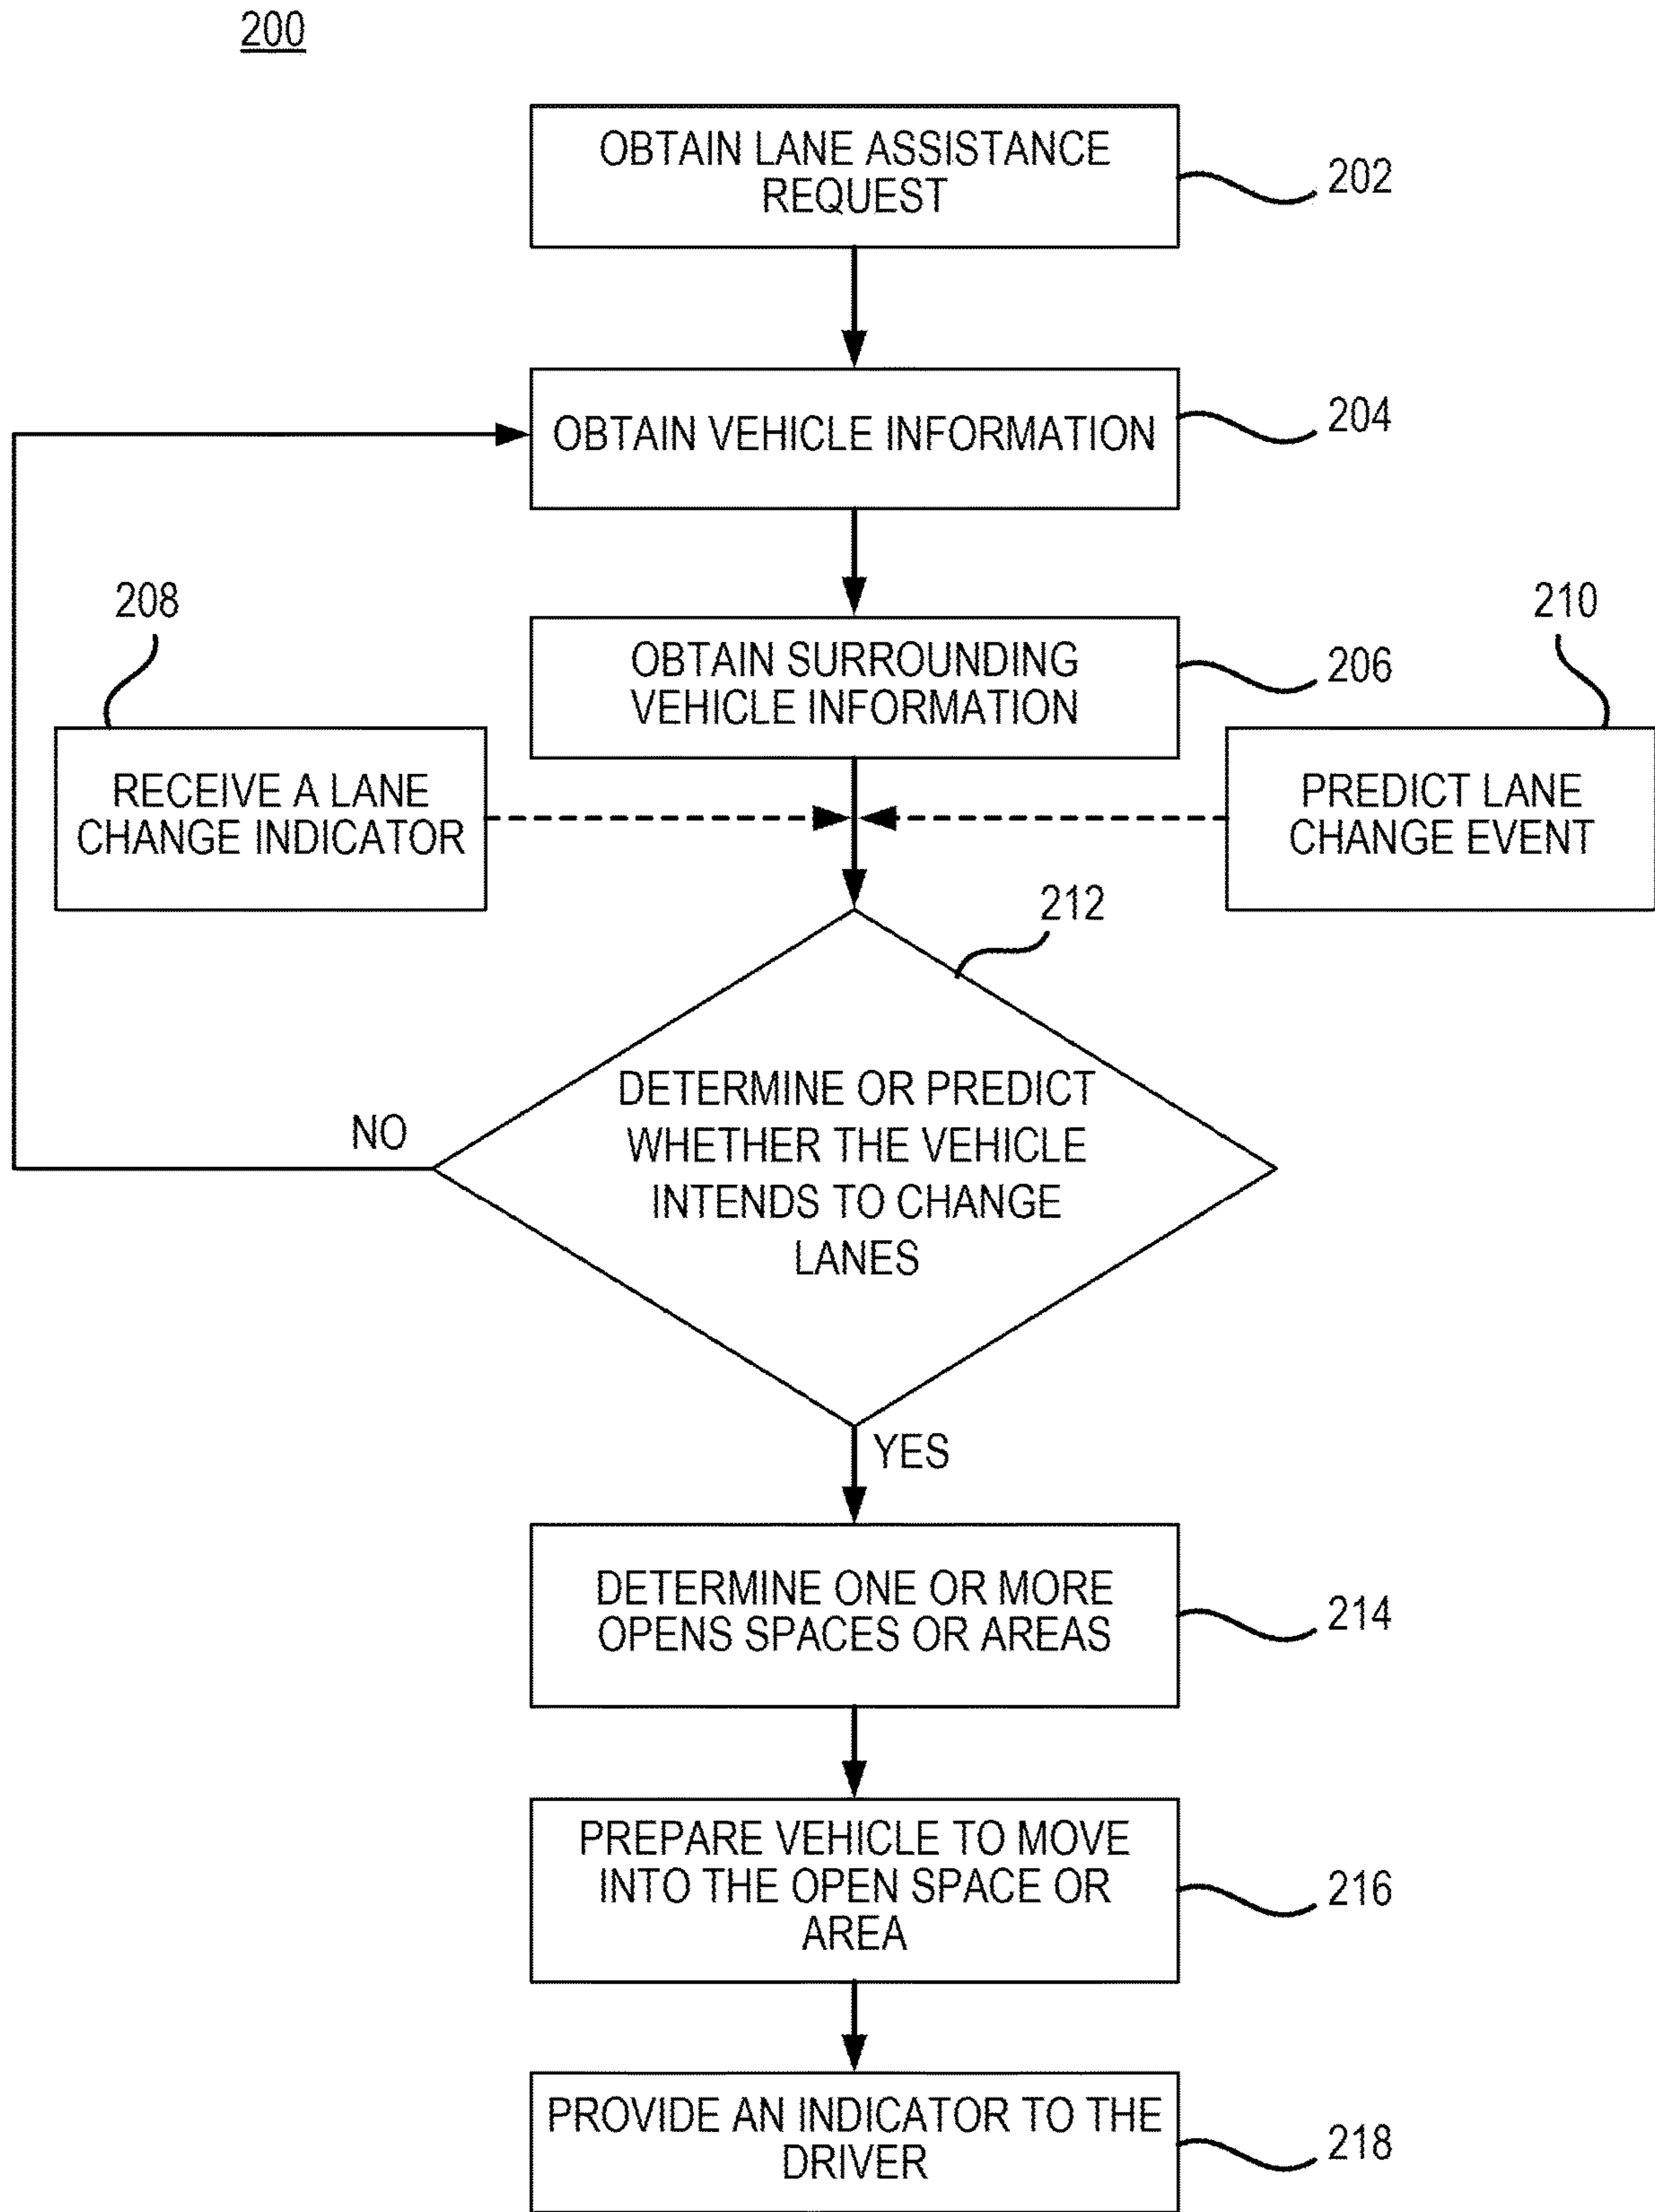 200
OBTAIN LANE ASSISTANCE
REQUEST
202
OBTAIN VEHICLE INFORMATION
204
208
210
OBTAIN SURROUNDING
VEHICLE INFORMATION
206
RECEIVE A LANE
CHANGE INDICATOR
PREDICT LANE
CHANGE EVENT
212
DETERMINE OR PREDICT
WHETHER THE VEHICLE
INTENDS TO CHANGE
LANES
NO
YES
DETERMINE ONE OR MORE
OPENS SPACES OR AREAS
214
PREPARE VEHICLE TO MOVE
INTO THE OPEN SPACE OR
AREA
216
PROVIDE AN INDICATOR TO THE
DRIVER
218